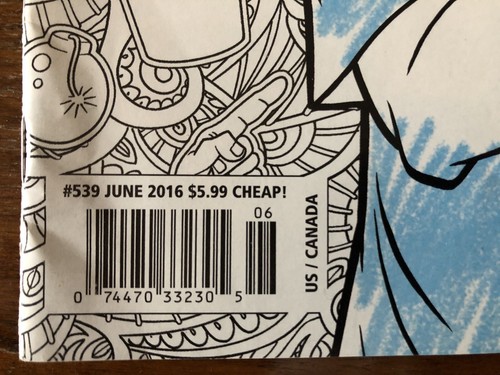 #539 JUNE 2016 $5.99 CHEAP!
06
0 74470 33230 5
US / CANADA